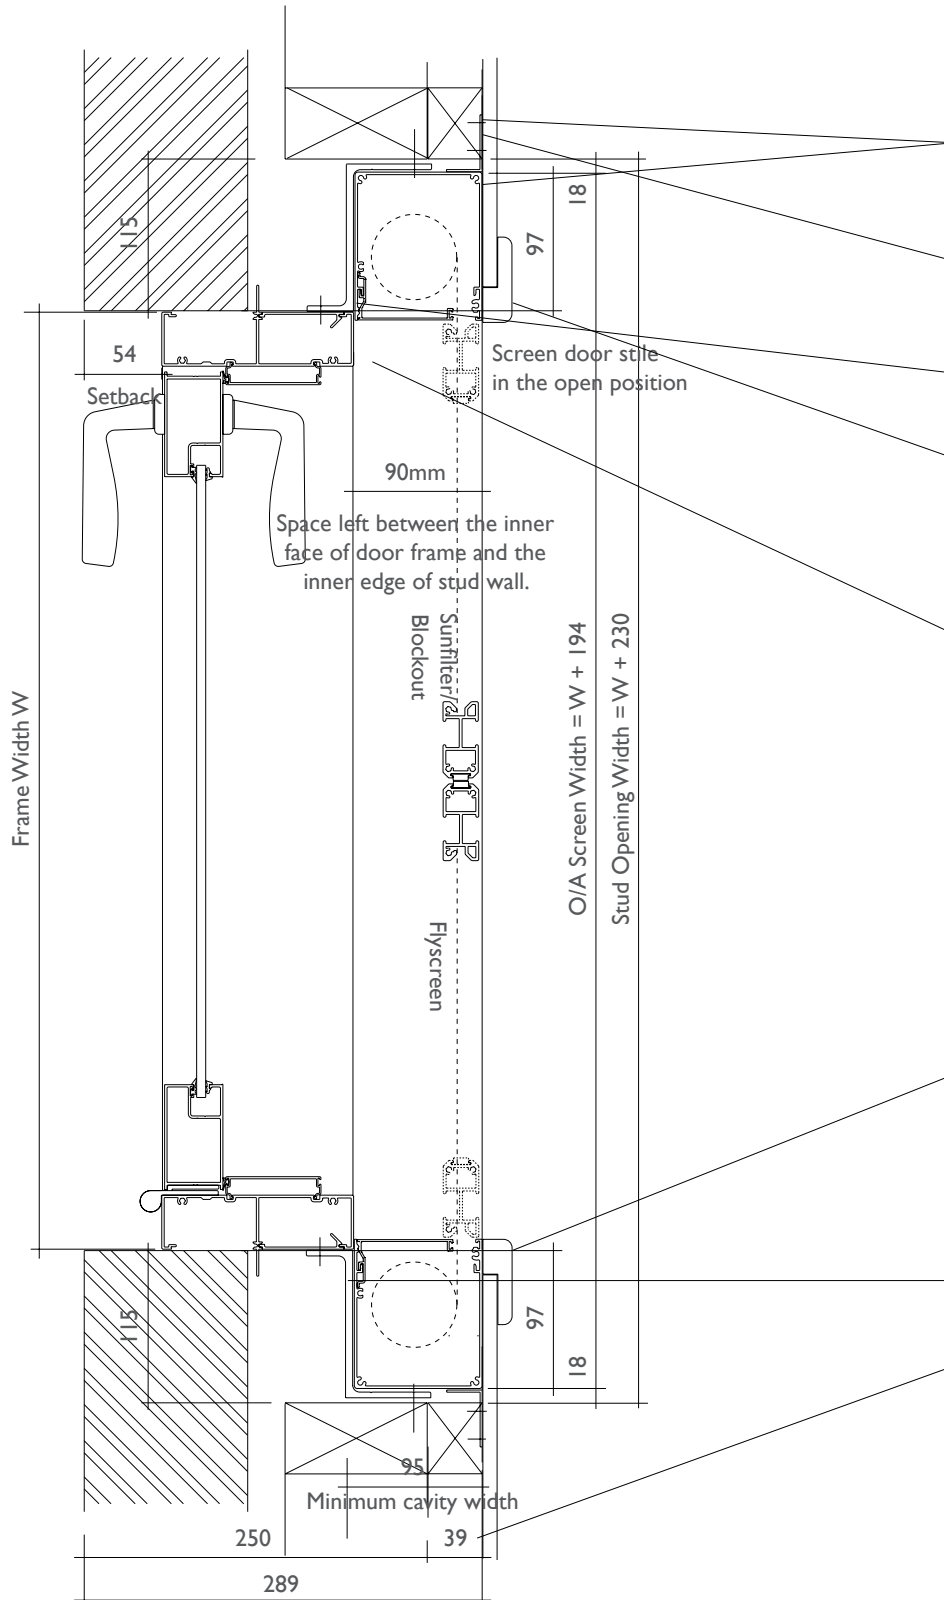 115
18
97
54
Setback
Screen door stile
in the open position
90mm
Space left between the inner
face of door frame and the
inner edge of stud wall.
Sunfilter/
Blockout
Frame Width W
O/A Screen Width = W + 194
Stud Opening Width = W + 230
Flyscreen
115
97
18
95
Minimum cavity width
250
39
289